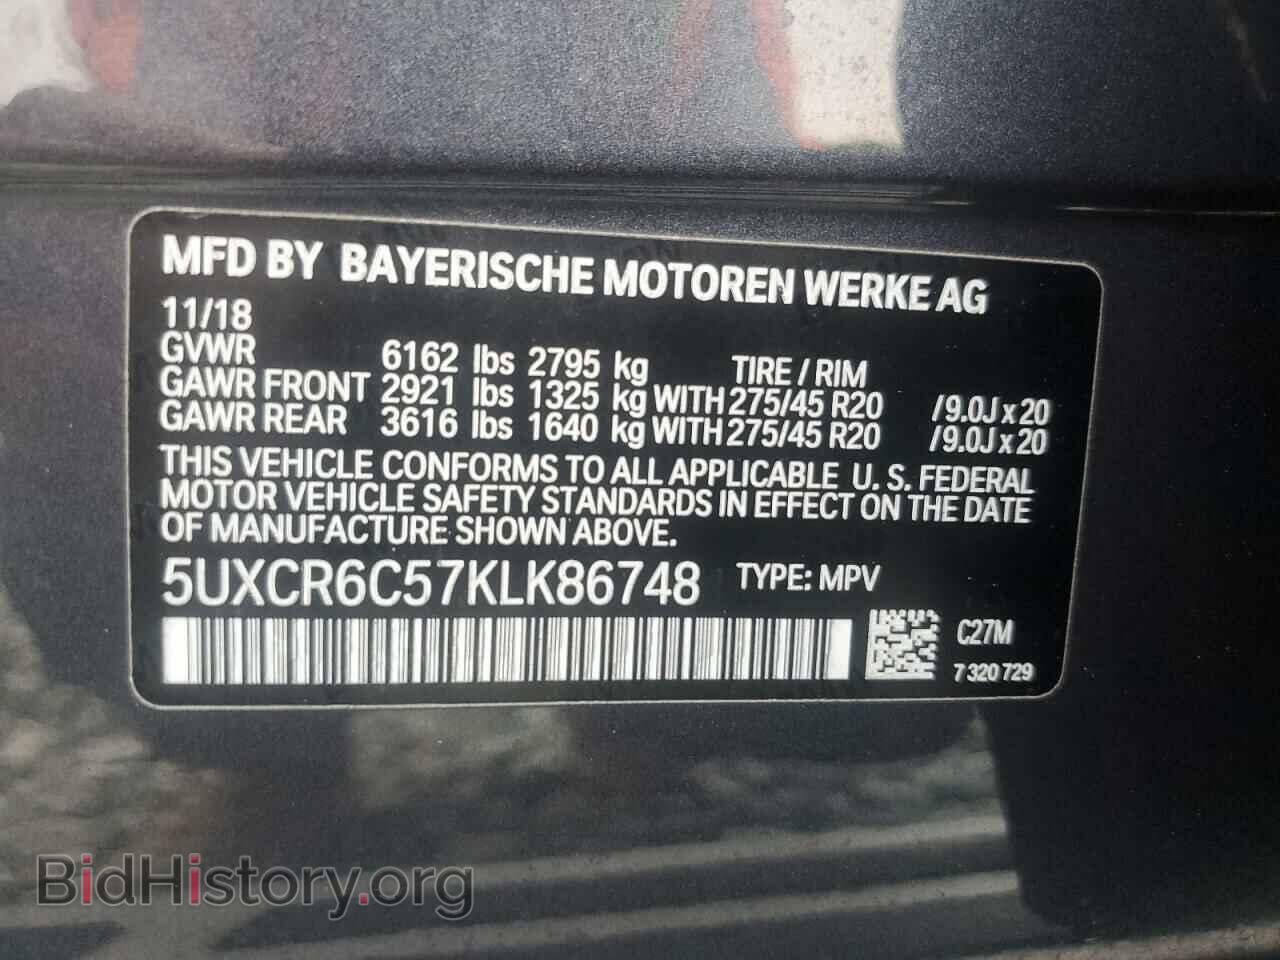 MFD BY BAYERISCHE MOTOREN WERKE AG
11/18
GVWR 6162 lbs 2795 kg TIRE / RIM
GAWR FRONT 2921 lbs 1325 kg WITH 275/45 R20 /9.0J x 20
GAWR REAR 3616 lbs 1640 kg WITH 275/45 R20 /9.0J x 20
THIS VEHICLE CONFORMS TO ALL APPLICABLE U. S. FEDERAL
MOTOR VEHICLE SAFETY STANDARDS IN EFFECT ON THE DATE
OF MANUFACTURE SHOWN ABOVE.
5UXCR6C57KLK86748 TYPE: MPV
C27M
7 320 729
BidHistory.org